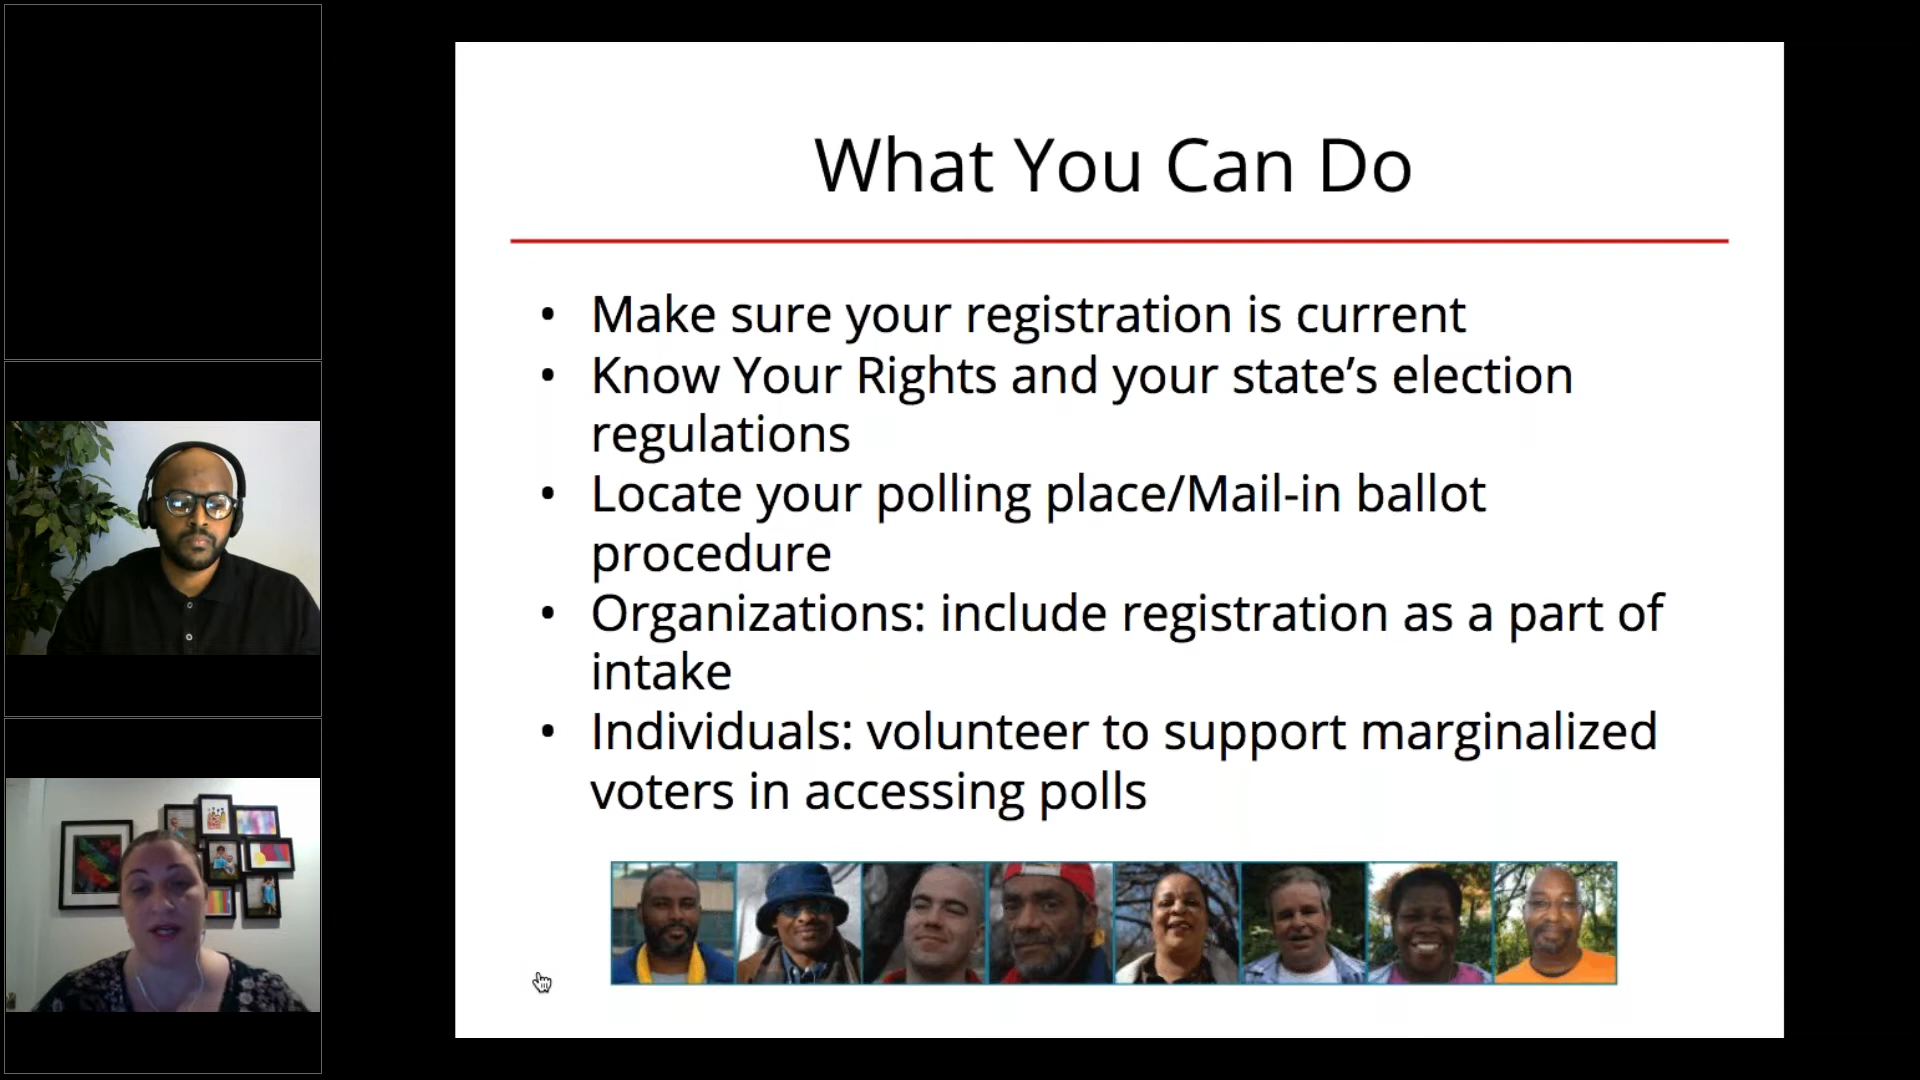 What You Can Do
• Make sure your registration is current
• Know Your Rights and your state’s election
regulations
• Locate your polling place/Mail-in ballot
procedure
• Organizations: include registration as a part of
intake
• Individuals: volunteer to support marginalized
voters in accessing polls